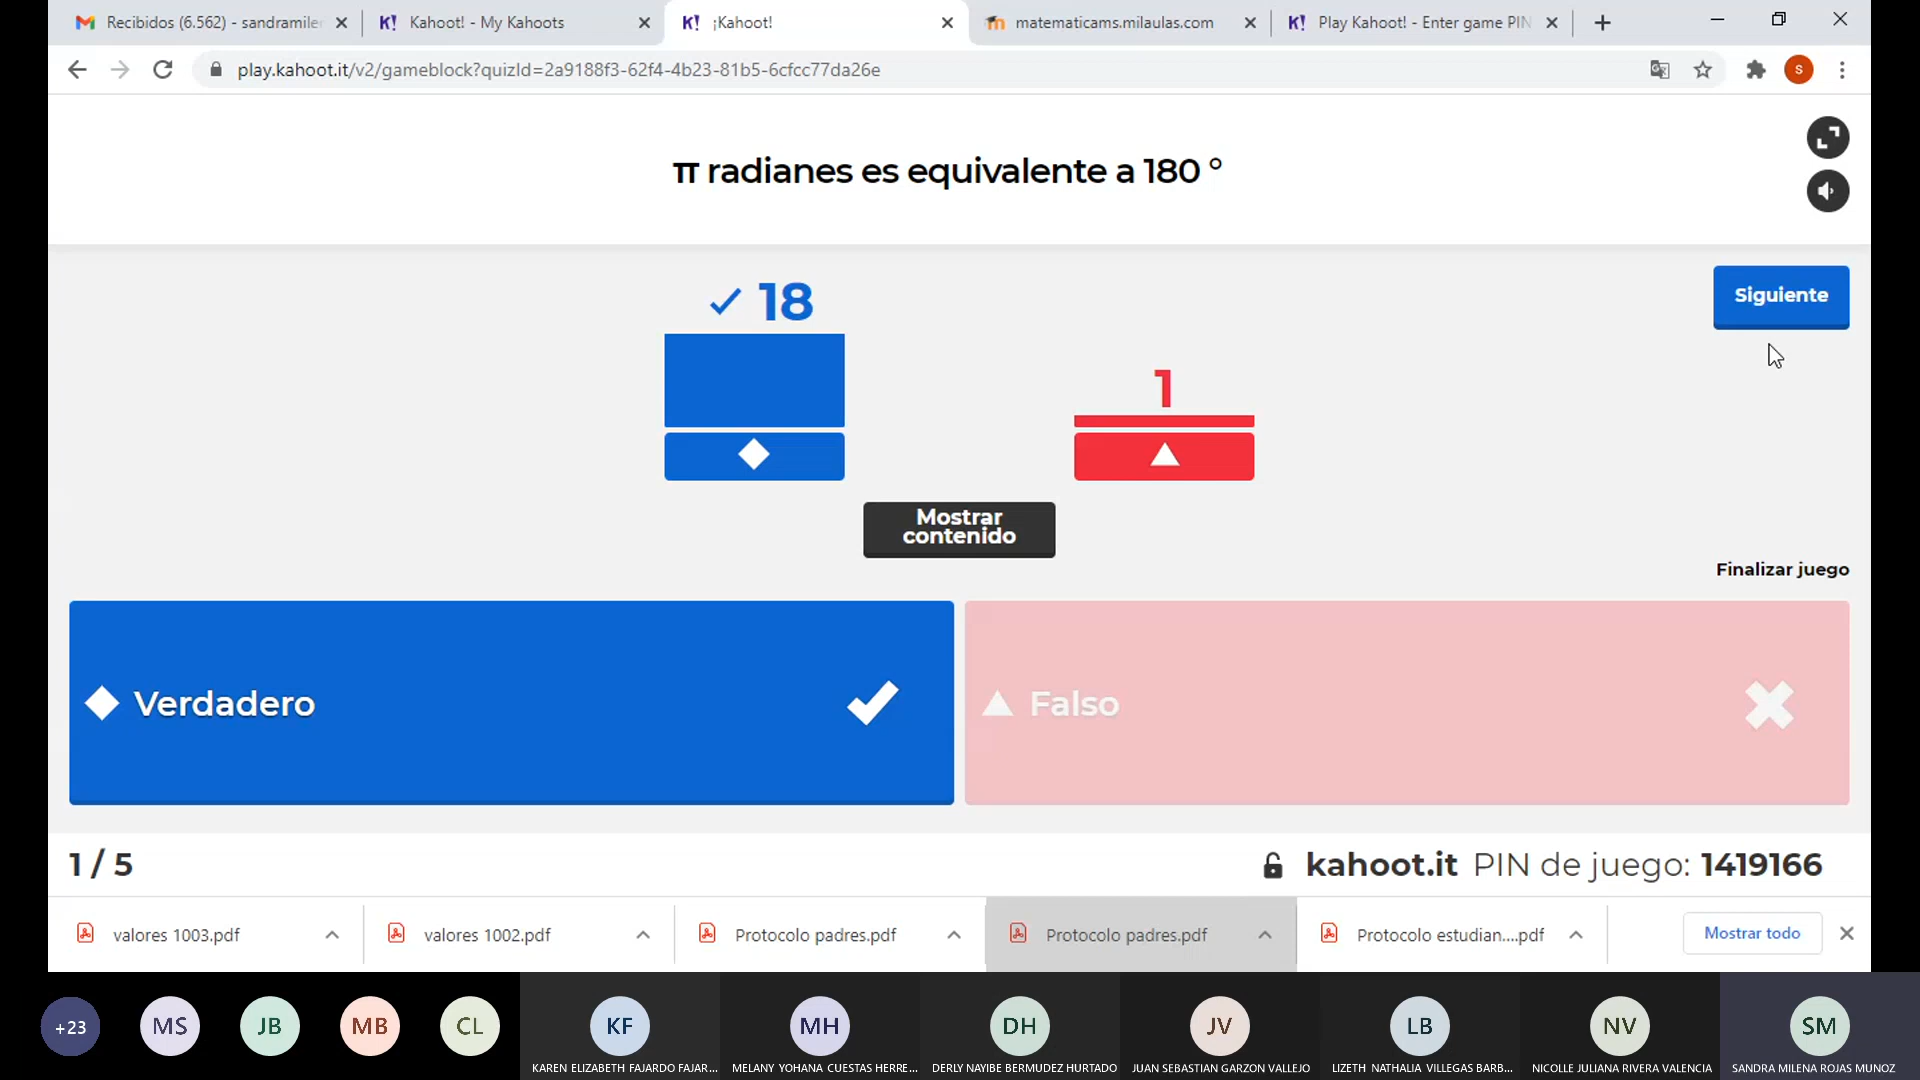 Recibidos (6.562) - sandramiler
Kahoot! - My Kahoots
¡Kahoot!
matematicams.milaulas.com
Play Kahoot! - Enter game PIN
play.kahoot.it/v2/gameblock?quizId=2a9188f3-62f4-4b23-81b5-6cfcc77da26e
S
π radianes es equivalente a 180 °
18
1
Siguiente
Mostrar
contenido
Finalizar juego
Verdadero
Falso
1 / 5
kahoot.it PIN de juego: 1419166
valores 1003.pdf
valores 1002.pdf
Protocolo padres.pdf
Protocolo padres.pdf
Protocolo estudian....pdf
Mostrar todo
+23
MS
JB
MB
CL
KF
MH
DH
JV
LB
NV
SM
KAREN ELIZABETH FAJARDO FAJAR...
MELANY YOHANA CUESTAS HERRE...
DERLY NAYIBE BERMUDEZ HURTADO
JUAN SEBASTIAN GARZON VALLEJO
LIZETH NATHALIA VILLEGAS BARB...
NICOLLE JULIANA RIVERA VALENCIA
SANDRA MILENA ROJAS MUNOZ